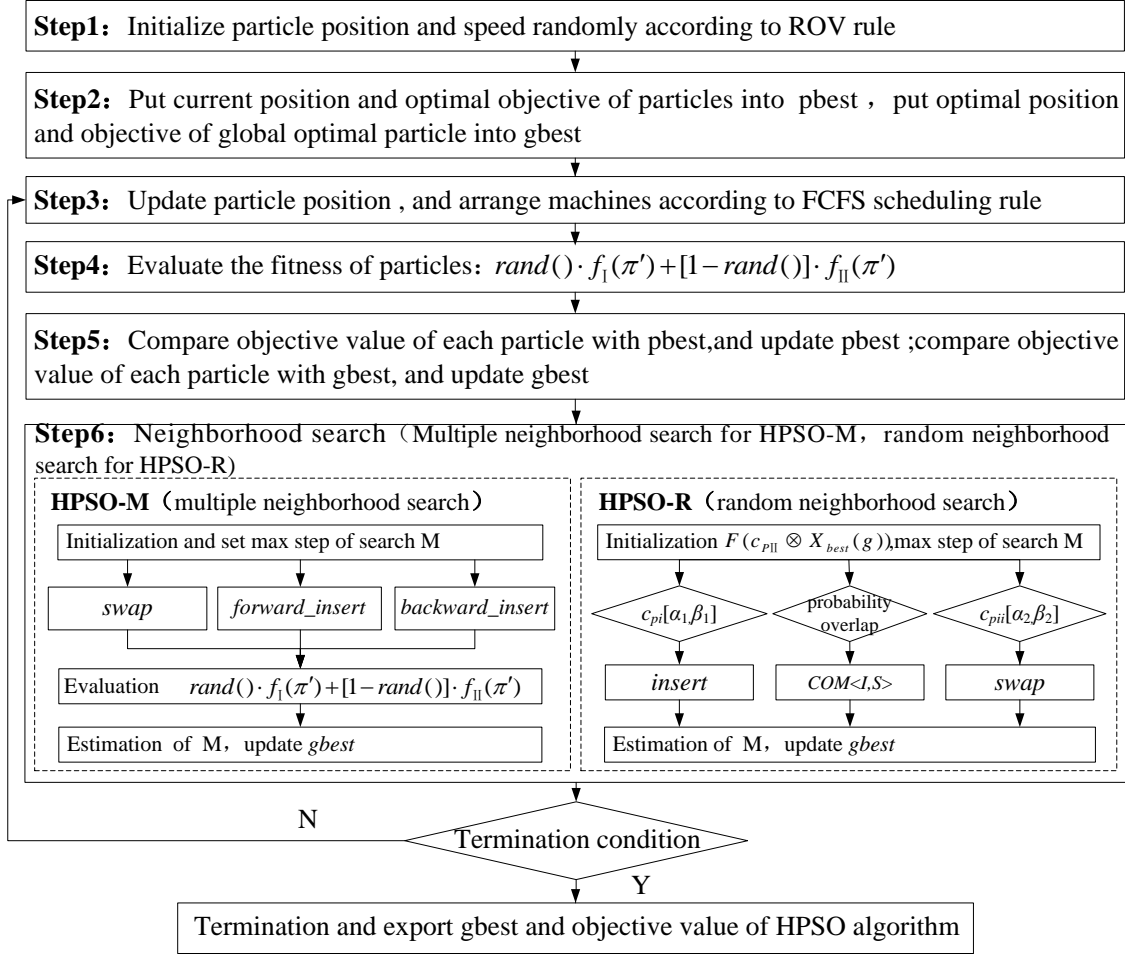 Step1：Initialize particle position and speed randomly according to ROV rule
Step2：Put current position and optimal objective of particles into pbest ，put optimal position
and objective of global optimal particle into gbest
Step3：Update particle position , and arrange machines according to FCFS scheduling rule
Step4：Evaluate the fitness of particles: rand()·f_I(π′)+[1−rand()]·f_II(π′)
Step5：Compare objective value of each particle with pbest,and update pbest ;compare objective
value of each particle with gbest, and update gbest
Step6：Neighborhood search（Multiple neighborhood search for HPSO-M，random neighborhood
search for HPSO-R)
HPSO-M（multiple neighborhood search）
Initialization and set max step of search M
swap
forward_insert
backward_insert
Evaluation rand()·f_I(π′)+[1−rand()]·f_II(π′)
Estimation of M，update gbest
HPSO-R（random neighborhood search）
Initialization F(c_PII ⊗ X_best(g)),max step of search M
c_pi[α₁,β₁]
probability
overlap
c_pii[α₂,β₂]
insert
COM<I,S>
swap
Estimation of M，update gbest
N
Termination condition
Y
Termination and export gbest and objective value of HPSO algorithm